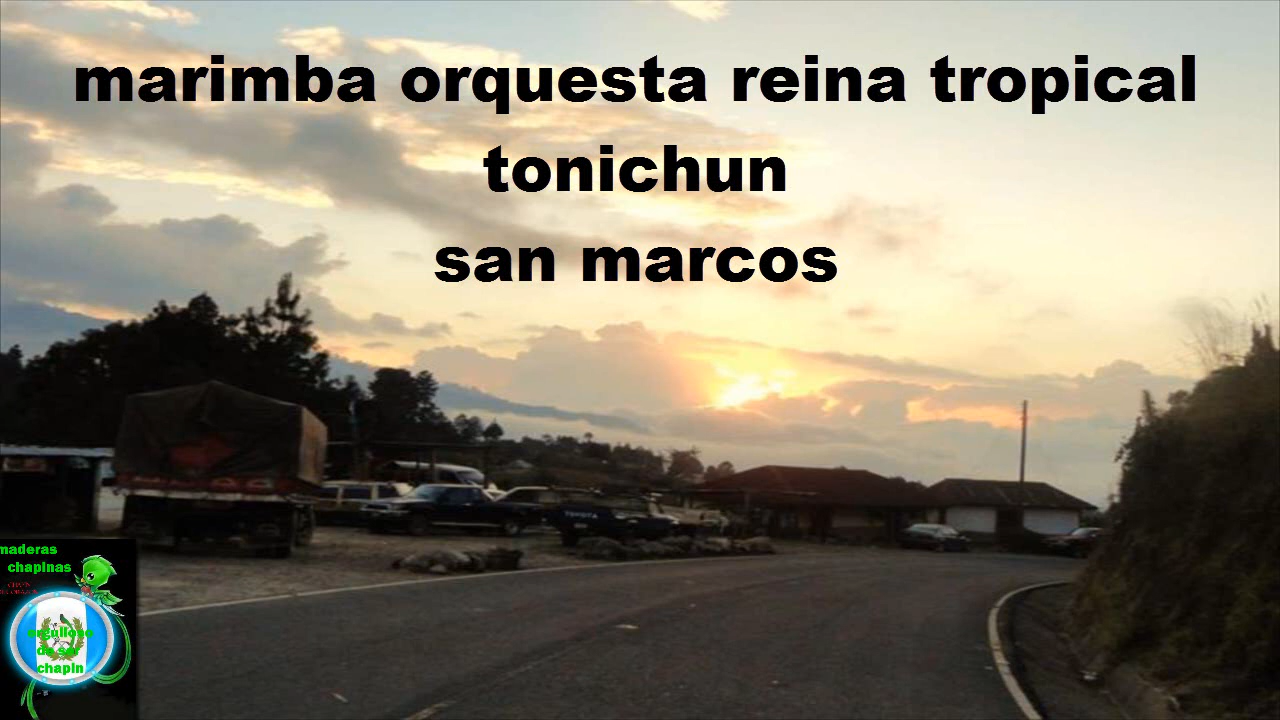 marimba orquesta reina tropical
tonichun
san marcos
maderas
chapinas
orgulloso
de ser
chapin